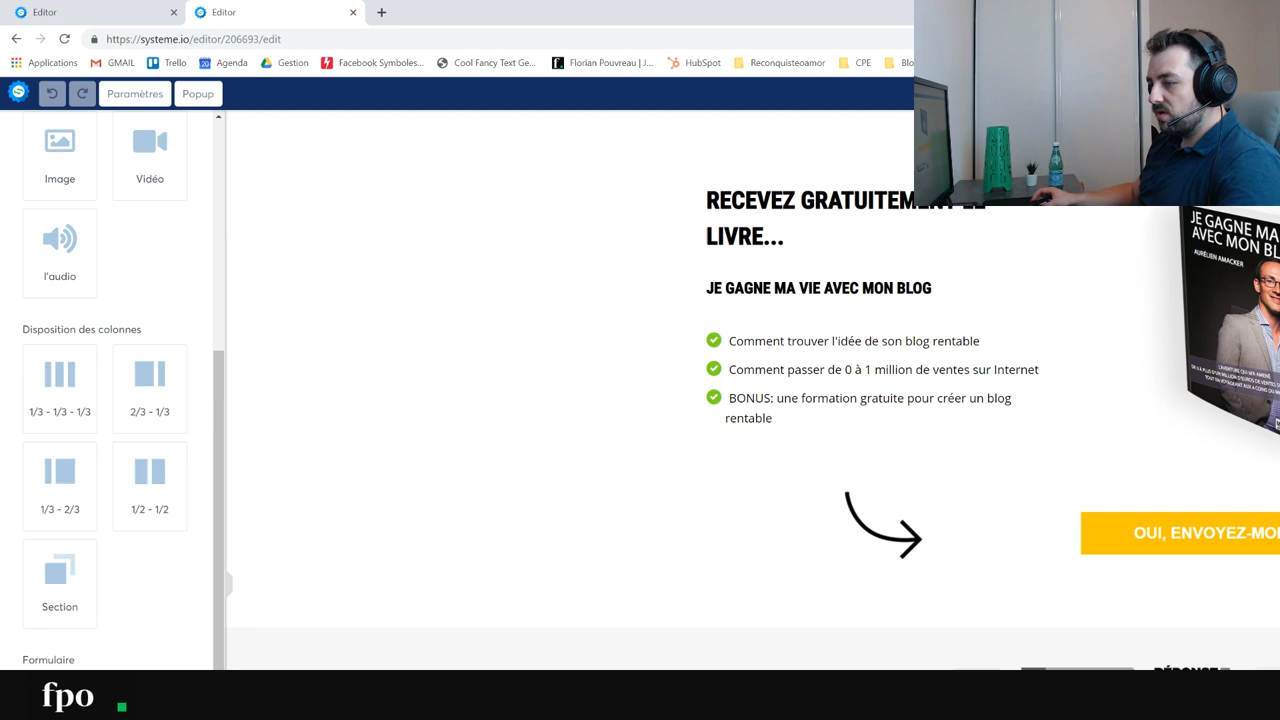 Editor
Editor
https://systeme.io/editor/206693/edit
Applications
GMAIL
Trello
Agenda
Gestion
Facebook Symboles...
Cool Fancy Text Ge...
Florian Pouvreau | J...
HubSpot
Reconquisteoamor
CPE
Blo
Paramètres
Popup
Image
Vidéo
l'audio
Disposition des colonnes
1/3 - 1/3 - 1/3
2/3 - 1/3
1/3 - 2/3
1/2 - 1/2
Section
Formulaire
RECEVEZ GRATUITEMENT LE
LIVRE...
JE GAGNE MA VIE AVEC MON BLOG
Comment trouver l'idée de son blog rentable
Comment passer de 0 à 1 million de ventes sur Internet
BONUS: une formation gratuite pour créer un blog
rentable
JE GAGNE MA
AVEC MON BL
AURÉLIEN AMACKER
OUI, ENVOYEZ-MOI
fpo